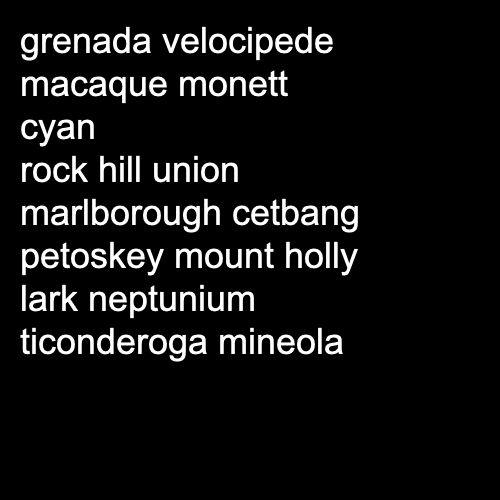 grenada velocipede
macaque monett
cyan
rock hill union
marlborough cetbang
petoskey mount holly
lark neptunium
ticonderoga mineola